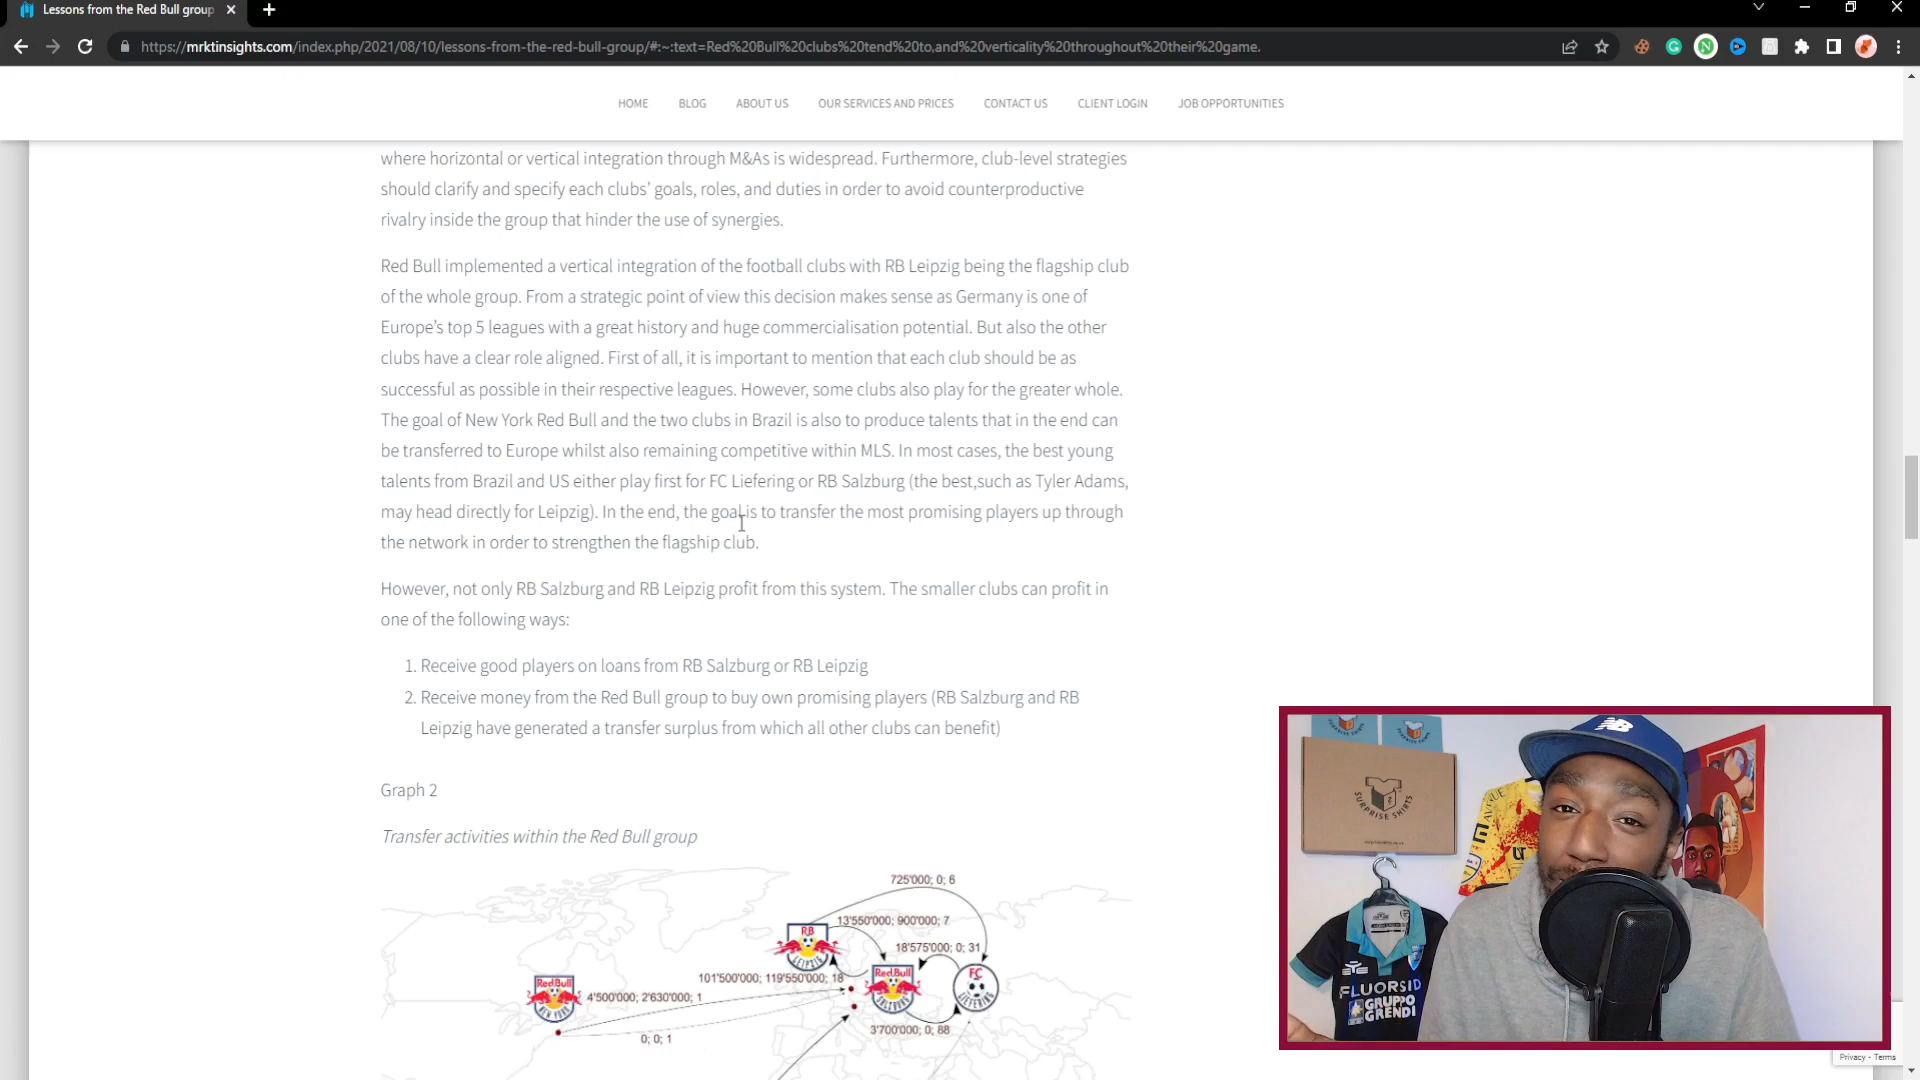 Lessons from the Red Bull group
https://mrktinsights.com/index.php/2021/08/10/lessons-from-the-red-bull-group/#:~:text=Red%20Bull%20clubs%20tend%20to,and%20verticality%20throughout%20their%20game.
HOME BLOG ABOUT US OUR SERVICES AND PRICES CONTACT US CLIENT LOGIN JOB OPPORTUNITIES
where horizontal or vertical integration through M&As is widespread. Furthermore, club-level strategies
should clarify and specify each clubs' goals, roles, and duties in order to avoid counterproductive
rivalry inside the group that hinder the use of synergies.
Red Bull implemented a vertical integration of the football clubs with RB Leipzig being the flagship club
of the whole group. From a strategic point of view this decision makes sense as Germany is one of
Europe's top 5 leagues with a great history and huge commercialisation potential. But also the other
clubs have a clear role aligned. First of all, it is important to mention that each club should be as
successful as possible in their respective leagues. However, some clubs also play for the greater whole.
The goal of New York Red Bull and the two clubs in Brazil is also to produce talents that in the end can
be transferred to Europe whilst also remaining competitive within MLS. In most cases, the best young
talents from Brazil and US either play first for FC Liefering or RB Salzburg (the best,such as Tyler Adams,
may head directly for Leipzig). In the end, the goal is to transfer the most promising players up through
the network in order to strengthen the flagship club.
However, not only RB Salzburg and RB Leipzig profit from this system. The smaller clubs can profit in
one of the following ways:
1. Receive good players on loans from RB Salzburg or RB Leipzig
2. Receive money from the Red Bull group to buy own promising players (RB Salzburg and RB
Leipzig have generated a transfer surplus from which all other clubs can benefit)
Graph 2
Transfer activities within the Red Bull group
725'000; 0; 6
13'550'000; 900'000; 7
18'575'000; 0; 31
101'500'000; 119'550'000; 18
4'500'000; 2'630'000; 1
3'700'000; 0; 88
0; 0; 1
RB
LEIPZIG
Red Bull
SALZBURG
FC
LIEFERING
Red Bull
NEW YORK
SURPRISE SHIRTS
FLUORSID
GRUPPO
GRENDI
Privacy - Terms